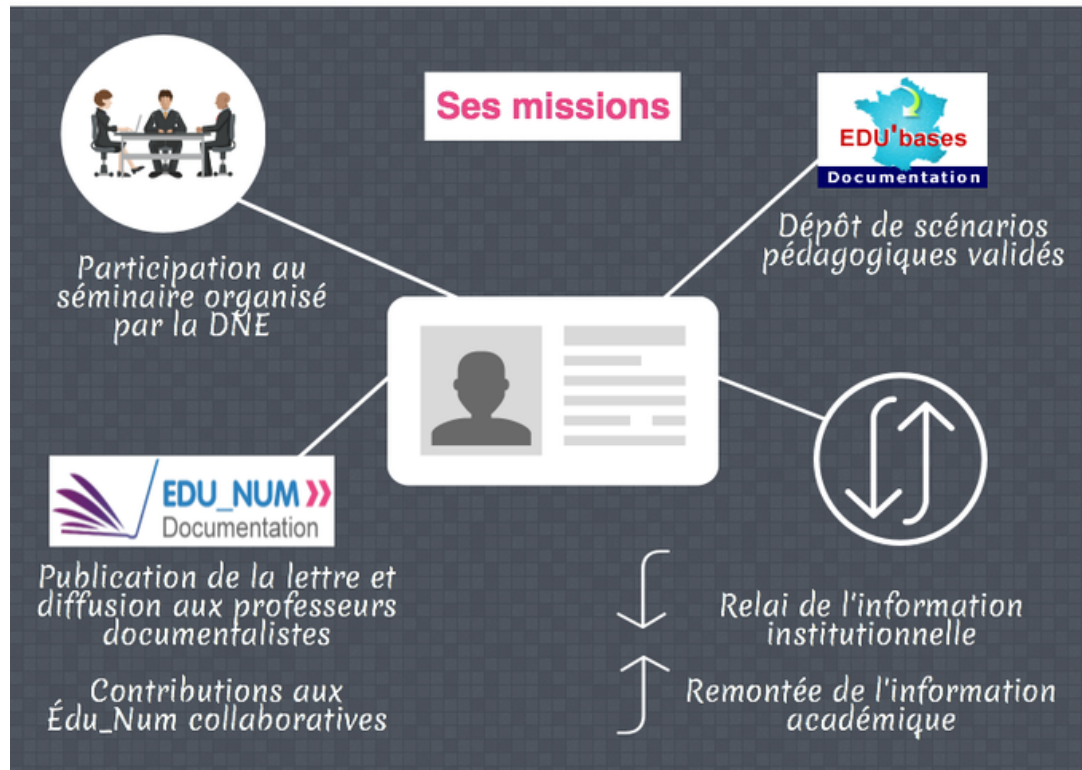 Ses missions
EDU'bases
Documentation
Participation au
séminaire organisé
par la DNE
Dépôt de scénarios
pédagogiques validés
EDU_NUM
Documentation
Publication de la lettre et
diffusion aux professeurs
documentalistes
Contributions aux
Édu_Num collaboratives
Relai de l'information
institutionnelle
Remontée de l'information
académique